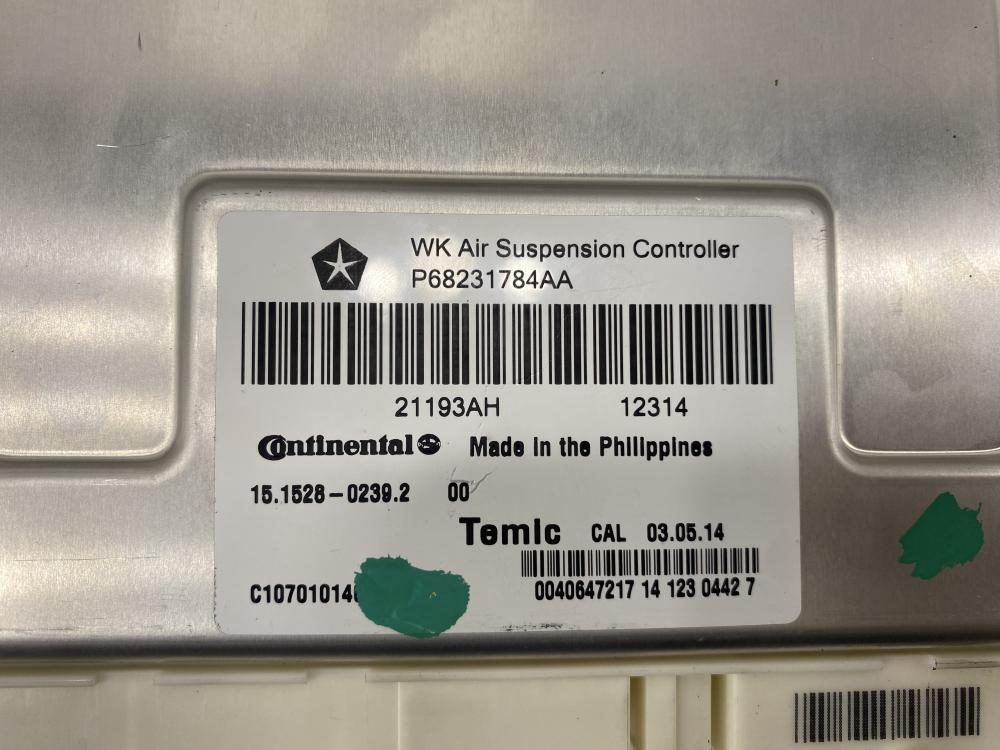 WK Air Suspension Controller
P68231784AA
21193AH 12314
Continental Made in the Philippines
15.1528-0239.2 00
Temic CAL 03.05.14
0040647217 14 123 0442 7